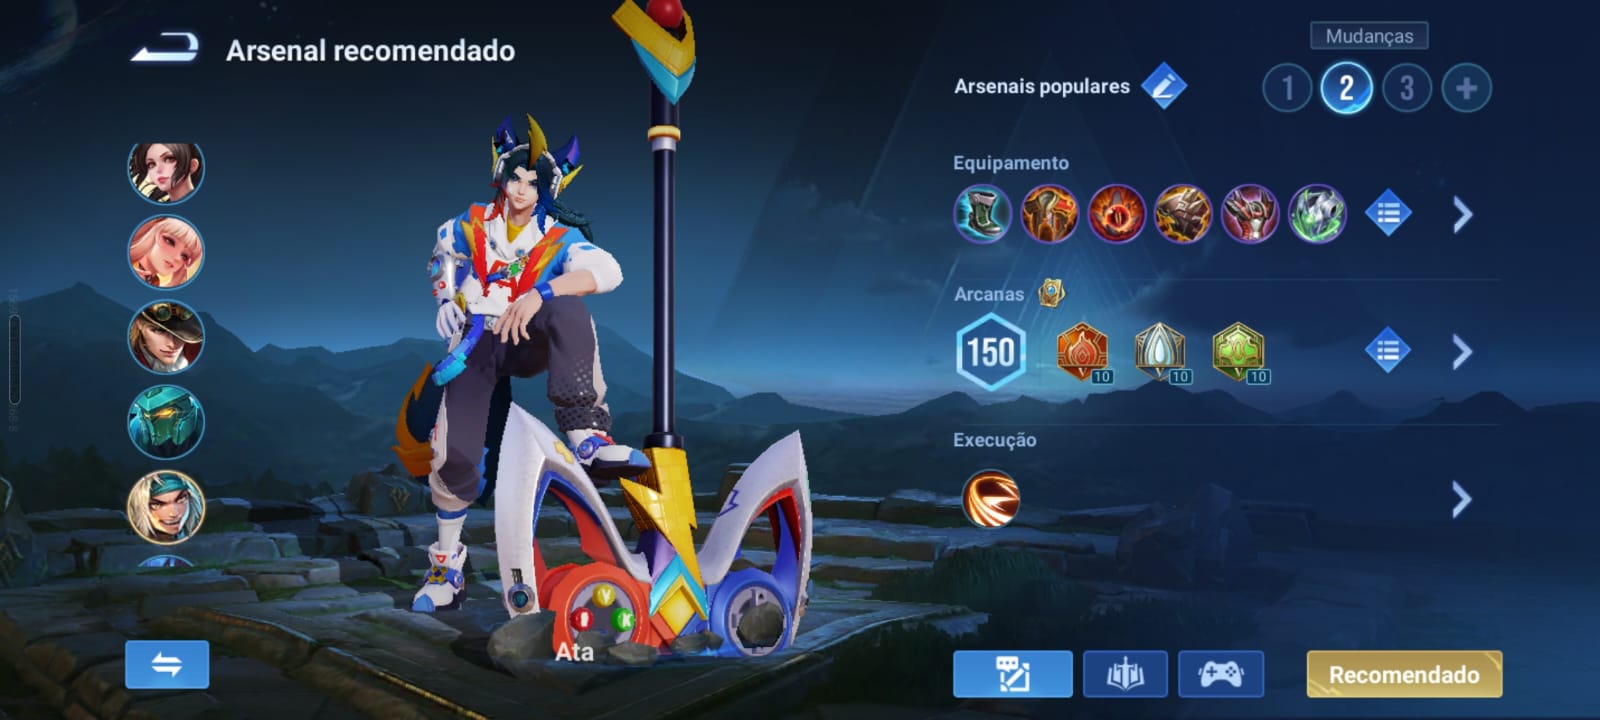 Arsenal recomendado
Mudanças
Arsenais populares
1 2 3 +
Equipamento
Arcanas
150
10 10 10
Execução
Y
K
Ata
Recomendado